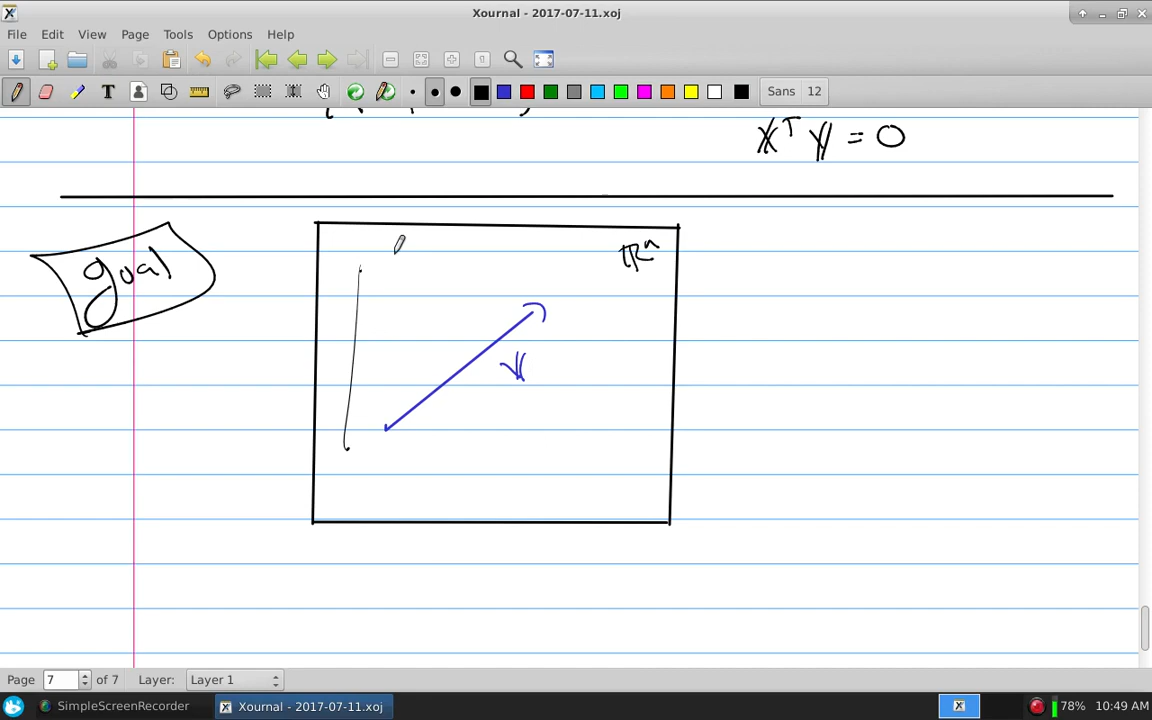 Xournal - 2017-07-11.xoj
File Edit View Page Tools Options Help
T Sans 12
𝕏ᵀ 𝕐 = 0
goal
ℝⁿ
Page 7 of 7 Layer: Layer 1
SimpleScreenRecorder Xournal - 2017-07-11.xoj 78% 10:49 AM